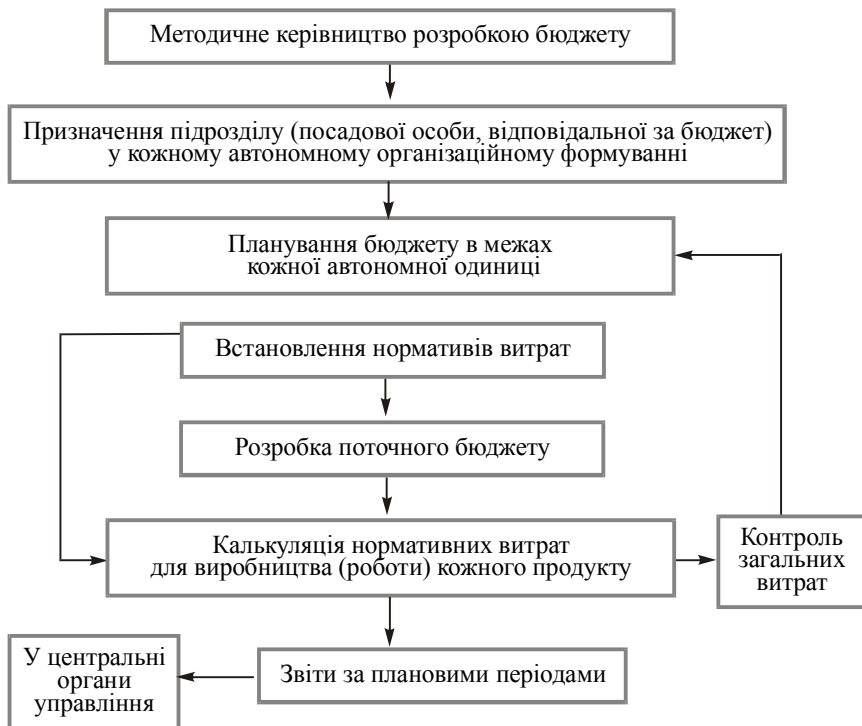 Методичне керівництво розробкою бюджету
Призначення підрозділу (посадової особи, відповідальної за бюджет)
у кожному автономному організаційному формуванні
Планування бюджету в межах
кожної автономної одиниці
Встановлення нормативів витрат
Розробка поточного бюджету
Калькуляція нормативних витрат
для виробництва (роботи) кожного продукту
Контроль
загальних
витрат
Звіти за плановими періодами
У центральні
органи
управління